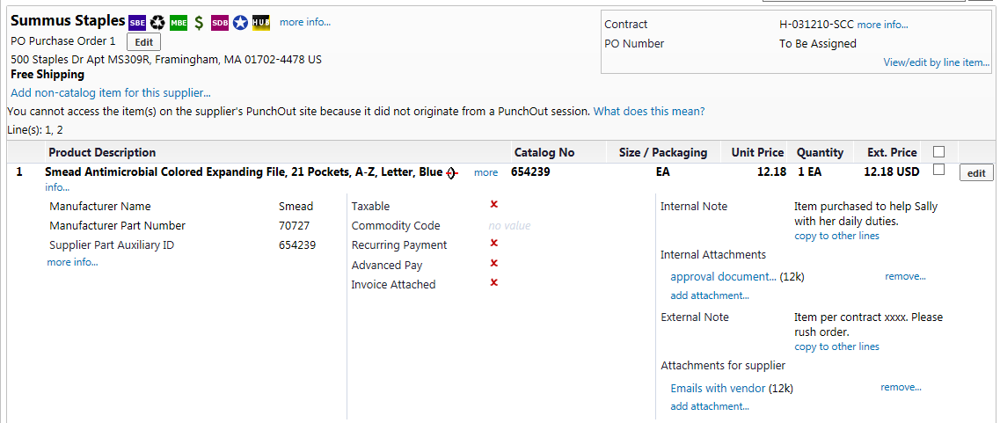 Summus Staples SBE MBE $ SDB HUB more info...
PO Purchase Order 1 Edit
500 Staples Dr Apt MS309R, Framingham, MA 01702-4478 US
Free Shipping
Add non-catalog item for this supplier...
Contract H-031210-SCC more info...
PO Number To Be Assigned
View/edit by line item...
You cannot access the item(s) on the supplier's PunchOut site because it did not originate from a PunchOut session. What does this mean?
Line(s): 1, 2
Product Description Catalog No Size / Packaging Unit Price Quantity Ext. Price
1 Smead Antimicrobial Colored Expanding File, 21 Pockets, A-Z, Letter, Blue more 654239 EA 12.18 1 EA 12.18 USD edit
info...
Manufacturer Name Smead
Manufacturer Part Number 70727
Supplier Part Auxiliary ID 654239
more info...
Taxable
Commodity Code no value
Recurring Payment
Advanced Pay
Invoice Attached
Internal Note Item purchased to help Sally
with her daily duties.
copy to other lines
Internal Attachments
approval document... (12k) remove...
add attachment...
External Note Item per contract xxxx. Please
rush order.
copy to other lines
Attachments for supplier
Emails with vendor (12k) remove...
add attachment...